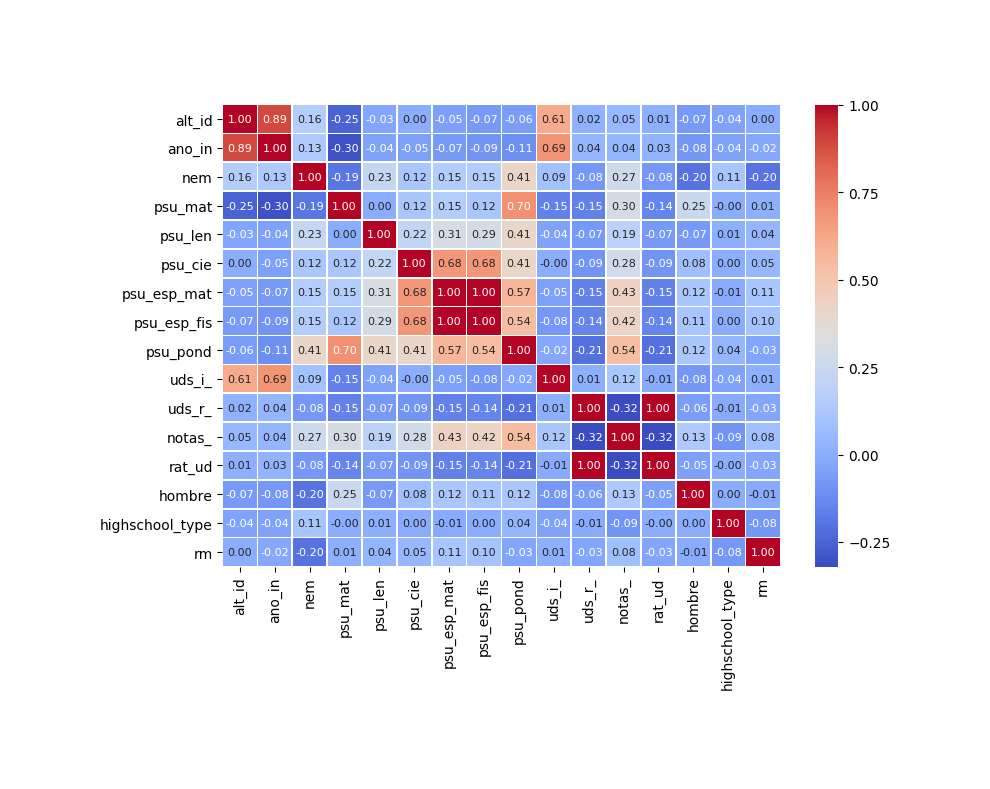 alt_id 1.00 0.89 0.16 -0.25 -0.03 0.00 -0.05 -0.07 -0.06 0.61 0.02 0.05 0.01 -0.07 -0.04 0.00 1.00
ano_in 0.89 1.00 0.13 -0.30 -0.04 -0.05 -0.07 -0.09 -0.11 0.69 0.04 0.04 0.03 -0.08 -0.04 -0.02
nem 0.16 0.13 1.00 -0.19 0.23 0.12 0.15 0.15 0.41 0.09 -0.08 0.27 -0.08 -0.20 0.11 -0.20
psu_mat -0.25 -0.30 -0.19 1.00 0.00 0.12 0.15 0.12 0.70 -0.15 -0.15 0.30 -0.14 0.25 -0.00 0.01 0.75
psu_len -0.03 -0.04 0.23 0.00 1.00 0.22 0.31 0.29 0.41 -0.04 -0.07 0.19 -0.07 -0.07 0.01 0.04
psu_cie 0.00 -0.05 0.12 0.12 0.22 1.00 0.68 0.68 0.41 -0.00 -0.09 0.28 -0.09 0.08 0.00 0.05
psu_esp_mat -0.05 -0.07 0.15 0.15 0.31 0.68 1.00 1.00 0.57 -0.05 -0.15 0.43 -0.15 0.12 -0.01 0.11 0.50
psu_esp_fis -0.07 -0.09 0.15 0.12 0.29 0.68 1.00 1.00 0.54 -0.08 -0.14 0.42 -0.14 0.11 0.00 0.10
psu_pond -0.06 -0.11 0.41 0.70 0.41 0.41 0.57 0.54 1.00 -0.02 -0.21 0.54 -0.21 0.12 0.04 -0.03
uds_i_ 0.61 0.69 0.09 -0.15 -0.04 -0.00 -0.05 -0.08 -0.02 1.00 0.01 0.12 -0.01 -0.08 -0.04 0.01 0.25
uds_r_ 0.02 0.04 -0.08 -0.15 -0.07 -0.09 -0.15 -0.14 -0.21 0.01 1.00 -0.32 1.00 -0.06 -0.01 -0.03
notas_ 0.05 0.04 0.27 0.30 0.19 0.28 0.43 0.42 0.54 0.12 -0.32 1.00 -0.32 0.13 -0.09 0.08 0.00
rat_ud 0.01 0.03 -0.08 -0.14 -0.07 -0.09 -0.15 -0.14 -0.21 -0.01 1.00 -0.32 1.00 -0.05 -0.00 -0.03
hombre -0.07 -0.08 -0.20 0.25 -0.07 0.08 0.12 0.11 0.12 -0.08 -0.06 0.13 -0.05 1.00 0.00 -0.01
highschool_type -0.04 -0.04 0.11 -0.00 0.01 0.00 -0.01 0.00 0.04 -0.04 -0.01 -0.09 -0.00 0.00 1.00 -0.08
rm 0.00 -0.02 -0.20 0.01 0.04 0.05 0.11 0.10 -0.03 0.01 -0.03 0.08 -0.03 -0.01 -0.08 1.00 -0.25
alt_id ano_in nem psu_mat psu_len psu_cie psu_esp_mat psu_esp_fis psu_pond uds_i_ uds_r_ notas_ rat_ud hombre highschool_type rm